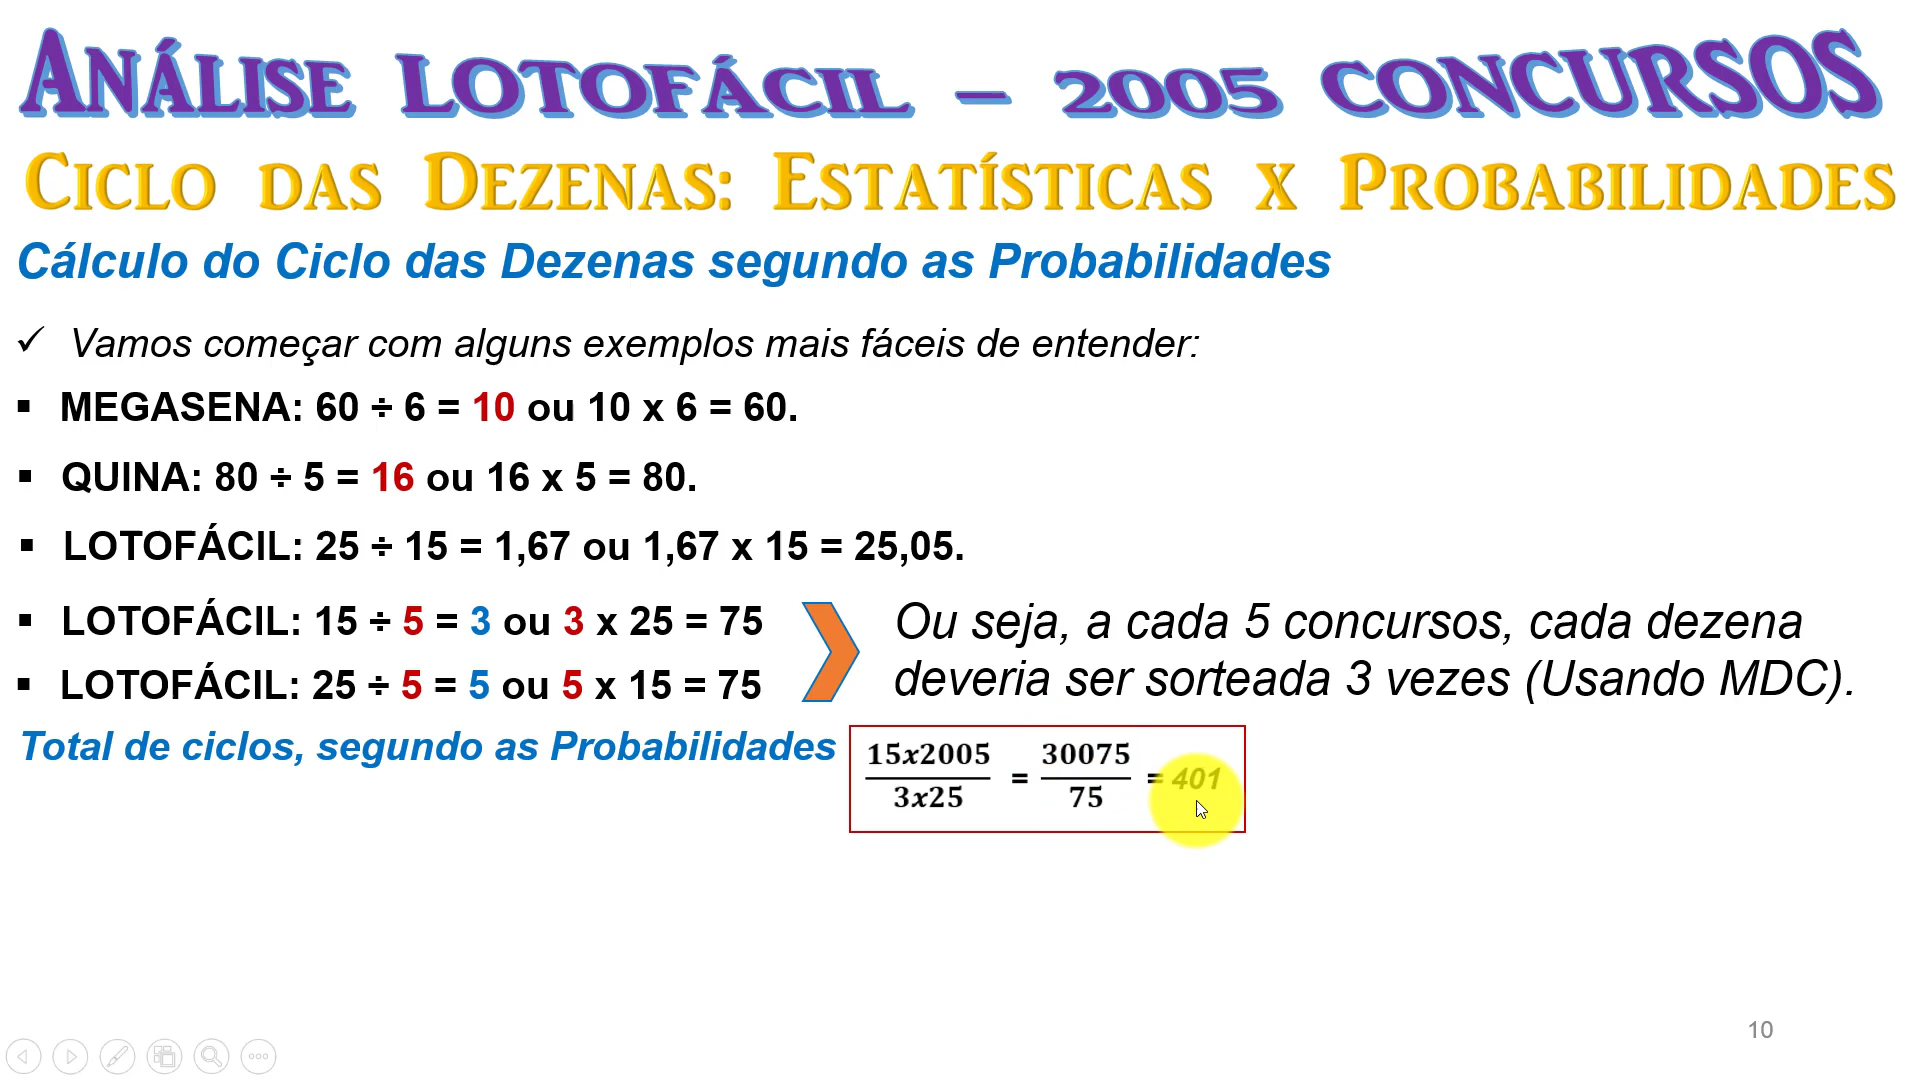 ANÁLISE LOTOFÁCIL – 2005 CONCURSOS
CICLO DAS DEZENAS: ESTATÍSTICAS X PROBABILIDADES
Cálculo do Ciclo das Dezenas segundo as Probabilidades
✓ Vamos começar com alguns exemplos mais fáceis de entender:
▪ MEGASENA: 60 ÷ 6 = 10 ou 10 x 6 = 60.
▪ QUINA: 80 ÷ 5 = 16 ou 16 x 5 = 80.
▪ LOTOFÁCIL: 25 ÷ 15 = 1,67 ou 1,67 x 15 = 25,05.
▪ LOTOFÁCIL: 15 ÷ 5 = 3 ou 3 x 25 = 75
▪ LOTOFÁCIL: 25 ÷ 5 = 5 ou 5 x 15 = 75
Ou seja, a cada 5 concursos, cada dezena
deveria ser sorteada 3 vezes (Usando MDC).
Total de ciclos, segundo as Probabilidades
15x2005 / 3x25 = 30075 / 75 = 401
10